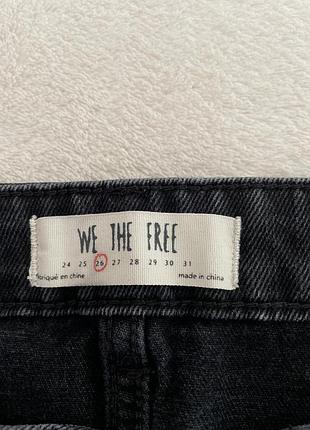 WE THE FREE
24 25 26 27 28 29 30 31
fabriqué en chine made in china